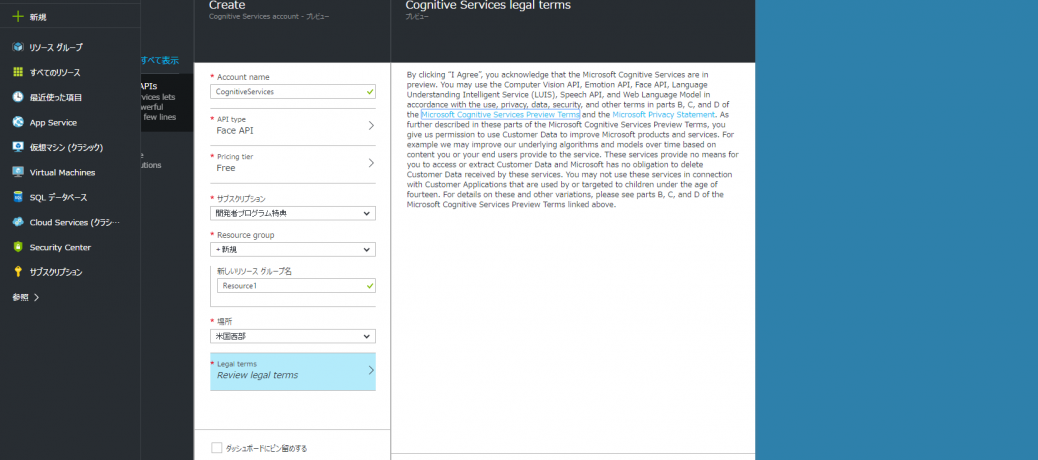 新規
リソース グループ
すべてのリソース
最近使った項目
App Service
仮想マシン (クラシック)
Virtual Machines
SQL データベース
Cloud Services (クラシ…
Security Center
サブスクリプション
参照
すべて表示
APIs
rvices lets
werful
few lines
e
utions
Create
Cognitive Services account - プレビュー
* Account name
CognitiveServices
* API type
Face API
* Pricing tier
Free
* サブスクリプション
開発者プログラム特典
* Resource group
+ 新規
新しいリソース グループ名
Resource1
* 場所
米国西部
* Legal terms
Review legal terms
ダッシュボードにピン留めする
Cognitive Services legal terms
プレビュー
By clicking "I Agree", you acknowledge that the Microsoft Cognitive Services are in
preview. You may use the Computer Vision API, Emotion API, Face API, Language
Understanding Intelligent Service (LUIS), Speech API, and Web Language Model in
accordance with the use, privacy, data, security, and other terms in parts B, C, and D of
the Microsoft Cognitive Services Preview Terms and the Microsoft Privacy Statement. As
further described in these parts of the Microsoft Cognitive Services Preview Terms, you
give us permission to use Customer Data to improve Microsoft products and services. For
example we may improve our underlying algorithms and models over time based on
content you or your end users provide to the service. These services provide no means for
you to access or extract Customer Data and Microsoft has no obligation to delete
Customer Data received by these services. You may not use these services in connection
with Customer Applications that are used by or targeted to children under the age of
fourteen. For details on these and other variations, please see parts B, C, and D of the
Microsoft Cognitive Services Preview Terms linked above.